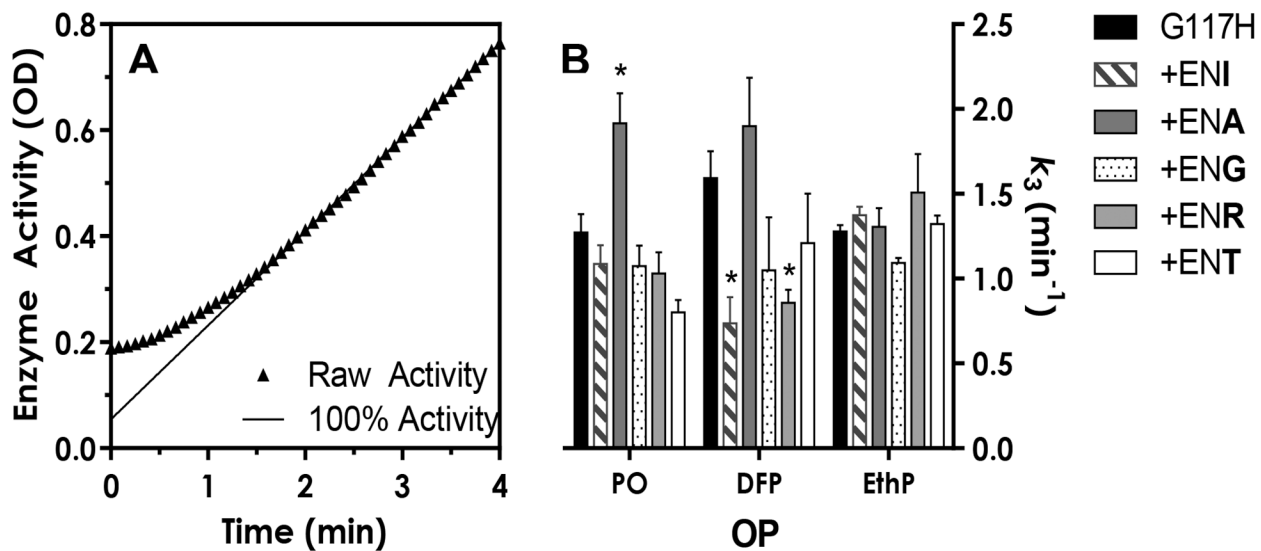 A
Enzyme Activity (OD)
0.8
0.6
0.4
0.2
0.0
Raw Activity
100% Activity
0 1 2 3 4
Time (min)
B
*
*
*
PO DFP EthP
OP
2.5
2.0
1.5
1.0
0.5
0.0
k₃ (min⁻¹)
G117H
+ENI
+ENA
+ENG
+ENR
+ENT